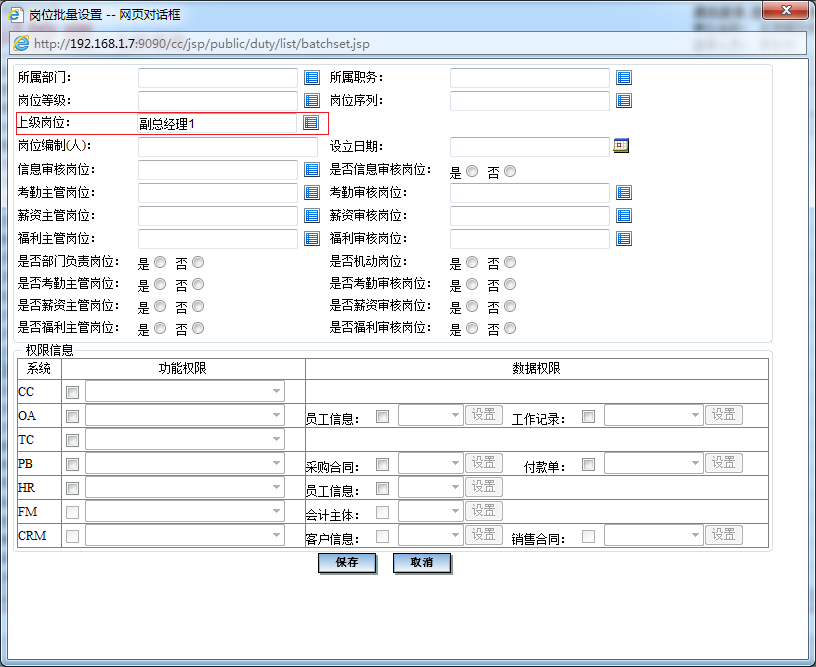 岗位批量设置 -- 网页对话框
http://192.168.1.7:9090/cc/jsp/public/duty/list/batchset.jsp
所属部门： 所属职务：
岗位等级： 岗位序列：
上级岗位： 副总经理1
岗位编制(人)： 设立日期：
信息审核岗位： 是否信息审核岗位： 是 否
考勤主管岗位： 考勤审核岗位：
薪资主管岗位： 薪资审核岗位：
福利主管岗位： 福利审核岗位：
是否部门负责岗位： 是 否 是否机动岗位： 是 否
是否考勤主管岗位： 是 否 是否考勤审核岗位： 是 否
是否薪资主管岗位： 是 否 是否薪资审核岗位： 是 否
是否福利主管岗位： 是 否 是否福利审核岗位： 是 否
权限信息
系统 功能权限 数据权限
CC
OA 员工信息： 设置 工作记录： 设置
TC
PB 采购合同： 设置 付款单： 设置
HR 员工信息： 设置
FM 会计主体： 设置
CRM 客户信息： 设置 销售合同： 设置
保存 取消